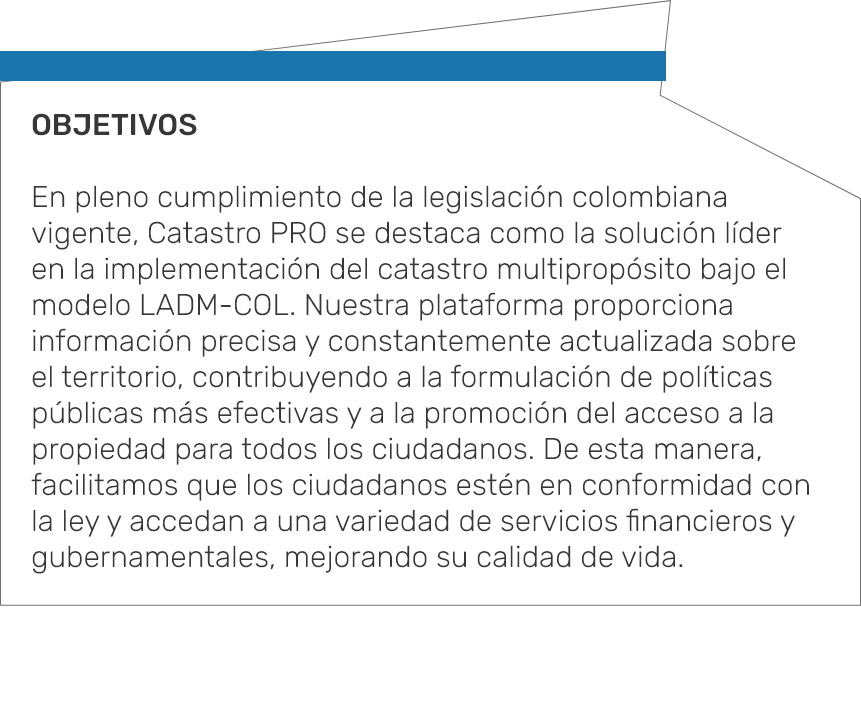 OBJETIVOS
En pleno cumplimiento de la legislación colombiana
vigente, Catastro PRO se destaca como la solución líder
en la implementación del catastro multipropósito bajo el
modelo LADM-COL. Nuestra plataforma proporciona
información precisa y constantemente actualizada sobre
el territorio, contribuyendo a la formulación de políticas
públicas más efectivas y a la promoción del acceso a la
propiedad para todos los ciudadanos. De esta manera,
facilitamos que los ciudadanos estén en conformidad con
la ley y accedan a una variedad de servicios financieros y
gubernamentales, mejorando su calidad de vida.